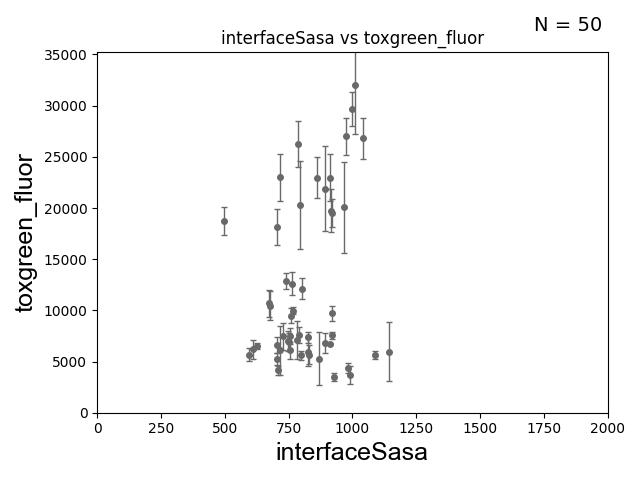 N = 50
interfaceSasa vs toxgreen_fluor
35000
30000
25000
20000
15000
10000
5000
0
toxgreen_fluor
0 250 500 750 1000 1250 1500 1750 2000
interfaceSasa